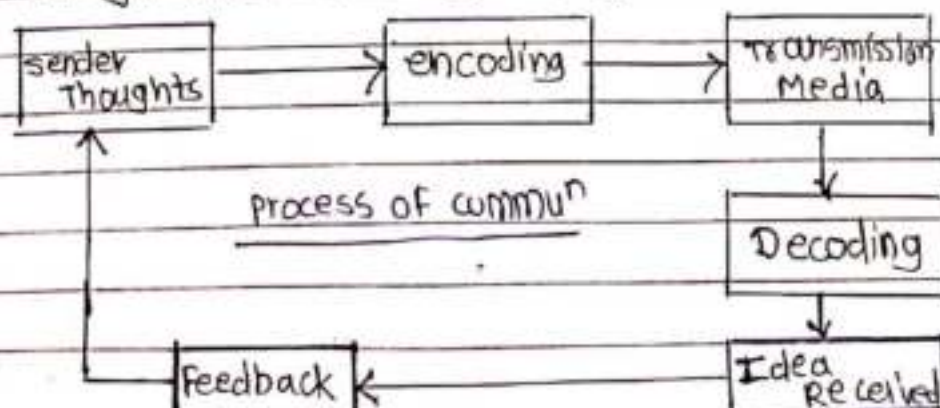 sender
Thoughts
encoding
Transmission
Media
process of commuⁿ
Decoding
Idea
Received
Feedback